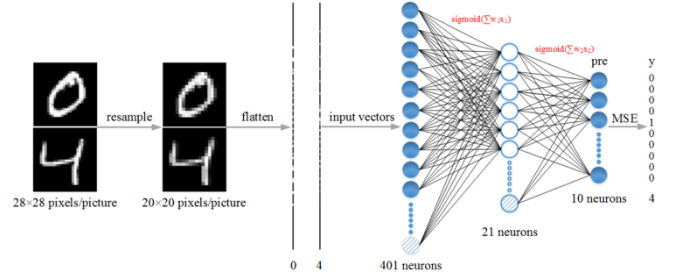 sigmoid(∑w₁x₁)
sigmoid(∑w₂x₂)
pre
y
resample
flatten
input vectors
MSE
0
0
0
0
1
0
0
0
0
0
4
28×28 pixels/picture
20×20 pixels/picture
10 neurons
21 neurons
0
4
401 neurons